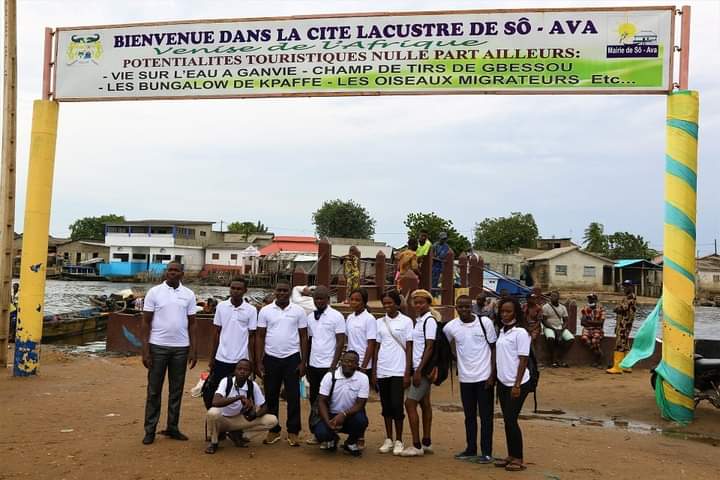 BIENVENUE DANS LA CITE LACUSTRE DE SÔ - AVA
Venise de l'Afrique
POTENTIALITES TOURISTIQUES NULLE PART AILLEURS:
- VIE SUR L'EAU A GANVIE - CHAMP DE TIRS DE GBESSOU
- LES BUNGALOW DE KPAFFE - LES OISEAUX MIGRATEURS Etc...
Mairie de SÔ - AVA